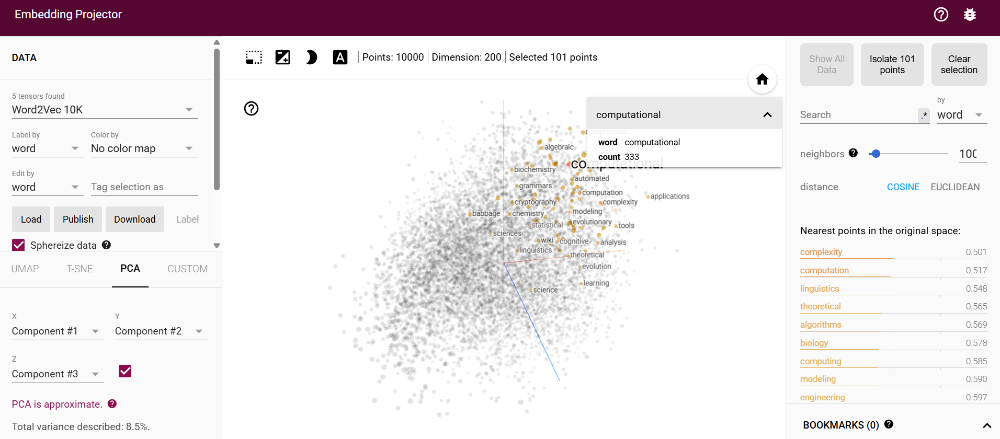 Embedding Projector
DATA
5 tensors found
Word2Vec 10K
Label by
word
Color by
No color map
Edit by
word
Tag selection as
Load
Publish
Download
Label
Sphereize data
UMAP
T-SNE
PCA
CUSTOM
X
Component #1
Y
Component #2
Z
Component #3
PCA is approximate.
Total variance described: 8.5%.
A
Points: 10000
Dimension: 200
Selected 101 points
computational
word computational
count 333
compression
algebraic
computational
biochemistry
automated
grammars
computation
applications
cryptography
complexity
babbage
chemistry
modeling
statistical
evolutionary
tools
sciences
wiki
cognitive
analysis
linguistics
theoretical
evolution
learning
science
Show All
Data
Isolate 101
points
Clear
selection
Search
.*
by
word
neighbors
100
distance
COSINE
EUCLIDEAN
Nearest points in the original space:
complexity 0.501
computation 0.517
linguistics 0.548
theoretical 0.565
algorithms 0.569
biology 0.578
computing 0.585
modeling 0.590
engineering 0.597
BOOKMARKS (0)